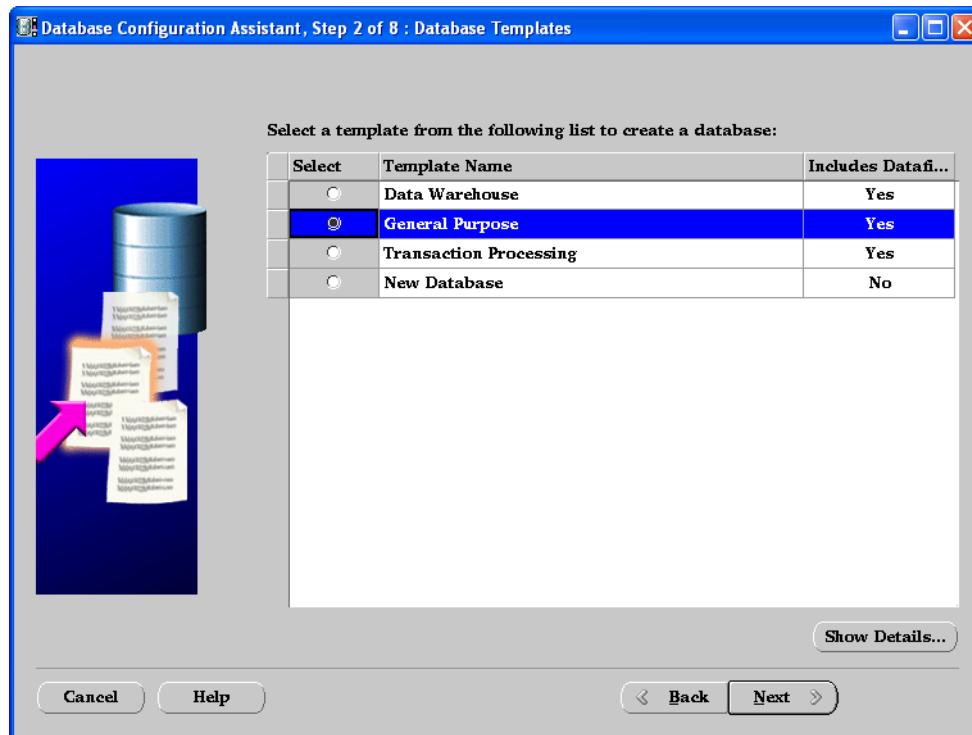 Database Configuration Assistant, Step 2 of 8 : Database Templates
Select a template from the following list to create a database:
Select Template Name Includes Datafi...
Data Warehouse Yes
General Purpose Yes
Transaction Processing Yes
New Database No
Show Details...
Cancel Help Back Next